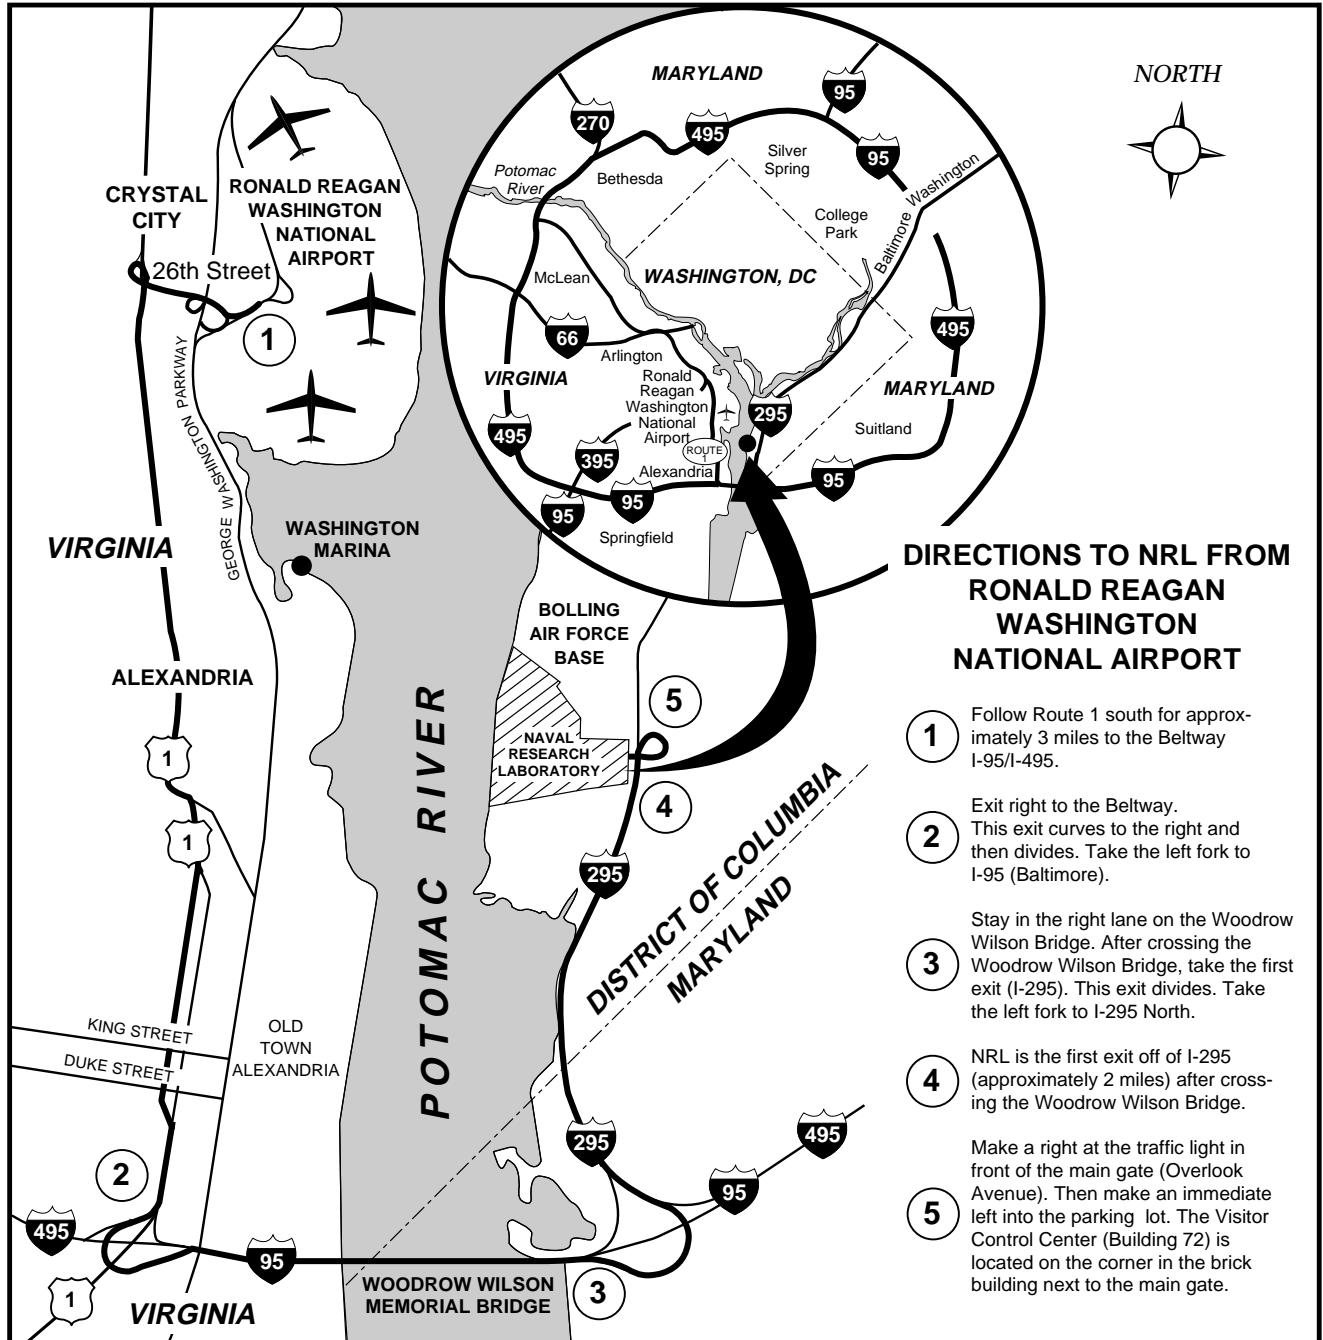 NORTH
MARYLAND
95
270
495
95
Silver
Spring
Potomac
River
Bethesda
Baltimore Washington
College
Park
WASHINGTON, DC
McLean
66
495
Arlington
VIRGINIA
Ronald
Reagan
Washington
National
Airport
MARYLAND
295
Suitland
495
395
ROUTE
1
Alexandria
95
95
95
Springfield
CRYSTAL
CITY
RONALD REAGAN
WASHINGTON
NATIONAL
AIRPORT
26th Street
1
GEORGE WASHINGTON PARKWAY
WASHINGTON
MARINA
VIRGINIA
ALEXANDRIA
BOLLING
AIR FORCE
BASE
5
NAVAL
RESEARCH
LABORATORY
4
1
1
295
POTOMAC RIVER
DISTRICT OF COLUMBIA
MARYLAND
KING STREET
DUKE STREET
OLD
TOWN
ALEXANDRIA
2
295
495
95
495
95
1
VIRGINIA
WOODROW WILSON
MEMORIAL BRIDGE
3
DIRECTIONS TO NRL FROM
RONALD REAGAN
WASHINGTON
NATIONAL AIRPORT
1
Follow Route 1 south for approx-
imately 3 miles to the Beltway
I-95/I-495.
2
Exit right to the Beltway.
This exit curves to the right and
then divides. Take the left fork to
I-95 (Baltimore).
3
Stay in the right lane on the Woodrow
Wilson Bridge. After crossing the
Woodrow Wilson Bridge, take the first
exit (I-295). This exit divides. Take
the left fork to I-295 North.
4
NRL is the first exit off of I-295
(approximately 2 miles) after cross-
ing the Woodrow Wilson Bridge.
5
Make a right at the traffic light in
front of the main gate (Overlook
Avenue). Then make an immediate
left into the parking lot. The Visitor
Control Center (Building 72) is
located on the corner in the brick
building next to the main gate.